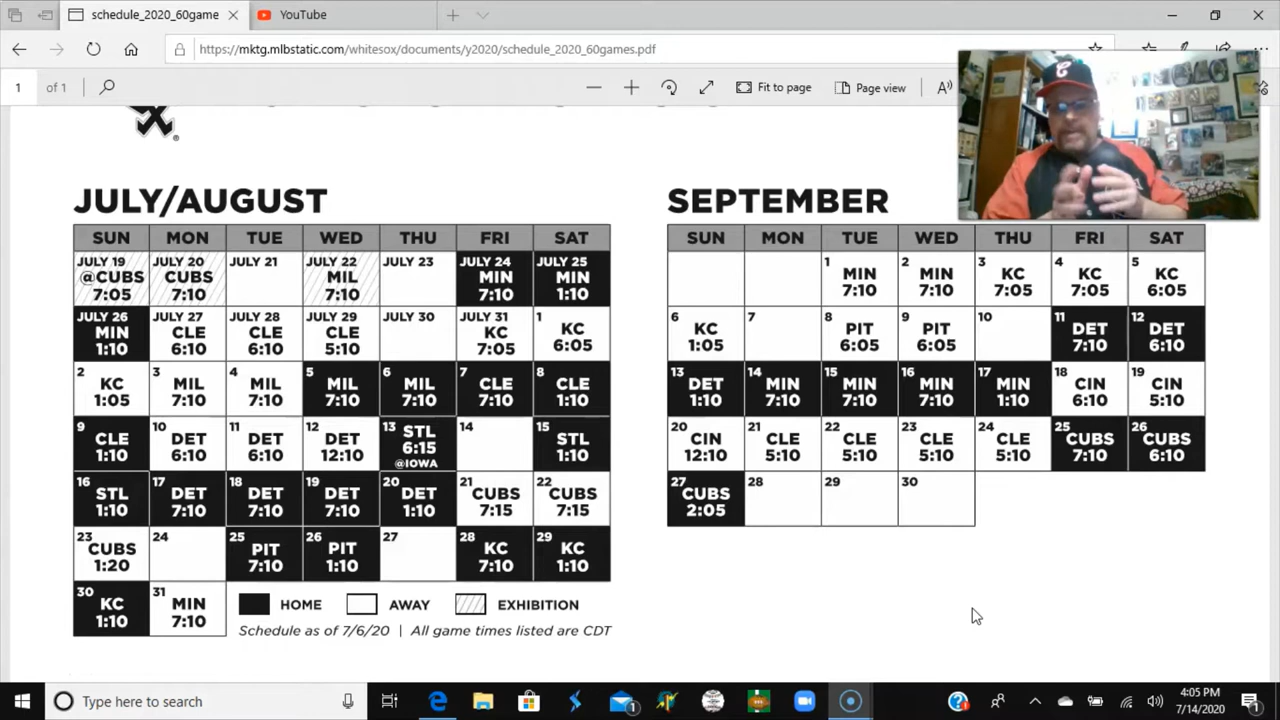 schedule_2020_60game
YouTube
https://mktg.mlbstatic.com/whitesox/documents/y2020/schedule_2020_60games.pdf
1 of 1
Fit to page
Page view
JULY/AUGUST
SUN MON TUE WED THU FRI SAT
JULY 19 @CUBS 7:05
JULY 20 CUBS 7:10
JULY 21
JULY 22 MIL 7:10
JULY 23
JULY 24 MIN 7:10
JULY 25 MIN 1:10
JULY 26 MIN 1:10
JULY 27 CLE 6:10
JULY 28 CLE 6:10
JULY 29 CLE 5:10
JULY 30
JULY 31 KC 7:05
1 KC 6:05
2 KC 1:05
3 MIL 7:10
4 MIL 7:10
5 MIL 7:10
6 MIL 7:10
7 CLE 7:10
8 CLE 1:10
9 CLE 1:10
10 DET 6:10
11 DET 6:10
12 DET 12:10
13 STL 6:15 @IOWA
14
15 STL 1:10
16 STL 1:10
17 DET 7:10
18 DET 7:10
19 DET 7:10
20 DET 1:10
21 CUBS 7:15
22 CUBS 7:15
23 CUBS 1:20
24
25 PIT 7:10
26 PIT 1:10
27
28 KC 7:10
29 KC 1:10
30 KC 1:10
31 MIN 7:10
HOME AWAY EXHIBITION
Schedule as of 7/6/20 | All game times listed are CDT
SEPTEMBER
SUN MON TUE WED THU FRI SAT
1 MIN 7:10
2 MIN 7:10
3 KC 7:05
4 KC 7:05
5 KC 6:05
6 KC 1:05
7
8 PIT 6:05
9 PIT 6:05
10
11 DET 7:10
12 DET 6:10
13 DET 1:10
14 MIN 7:10
15 MIN 7:10
16 MIN 7:10
17 MIN 1:10
18 CIN 6:10
19 CIN 5:10
20 CIN 12:10
21 CLE 5:10
22 CLE 5:10
23 CLE 5:10
24 CLE 5:10
25 CUBS 7:10
26 CUBS 6:10
27 CUBS 2:05
28
29
30
Type here to search
4:05 PM
7/14/2020